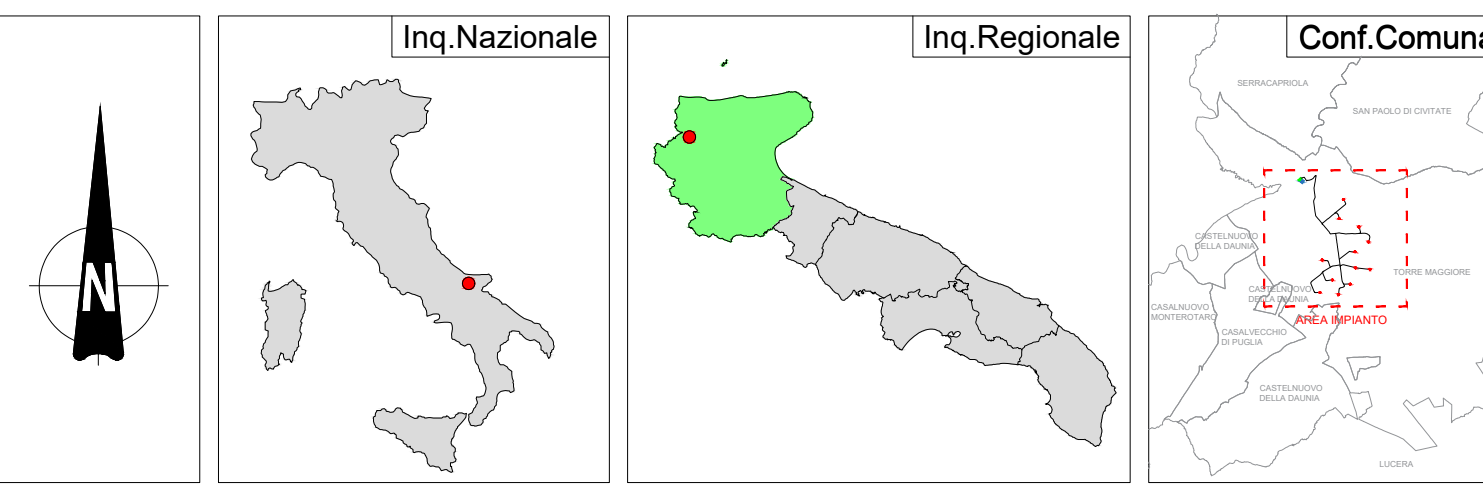 N
Inq.Nazionale
Inq.Regionale
Conf.Comuna
SERRACAPRIOLA
SAN PAOLO DI CIVITATE
CASTELNUOVO
DELLA DAUNIA
TORRE MAGGIORE
CASTELNUOVO
DELLA DAUNIA
CASALNUOVO
MONTEROTARO
AREA IMPIANTO
CASALVECCHIO
DI PUGLIA
CASTELNUOVO
DELLA DAUNIA
LUCERA